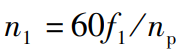 n₁ = 60f₁/nₚ